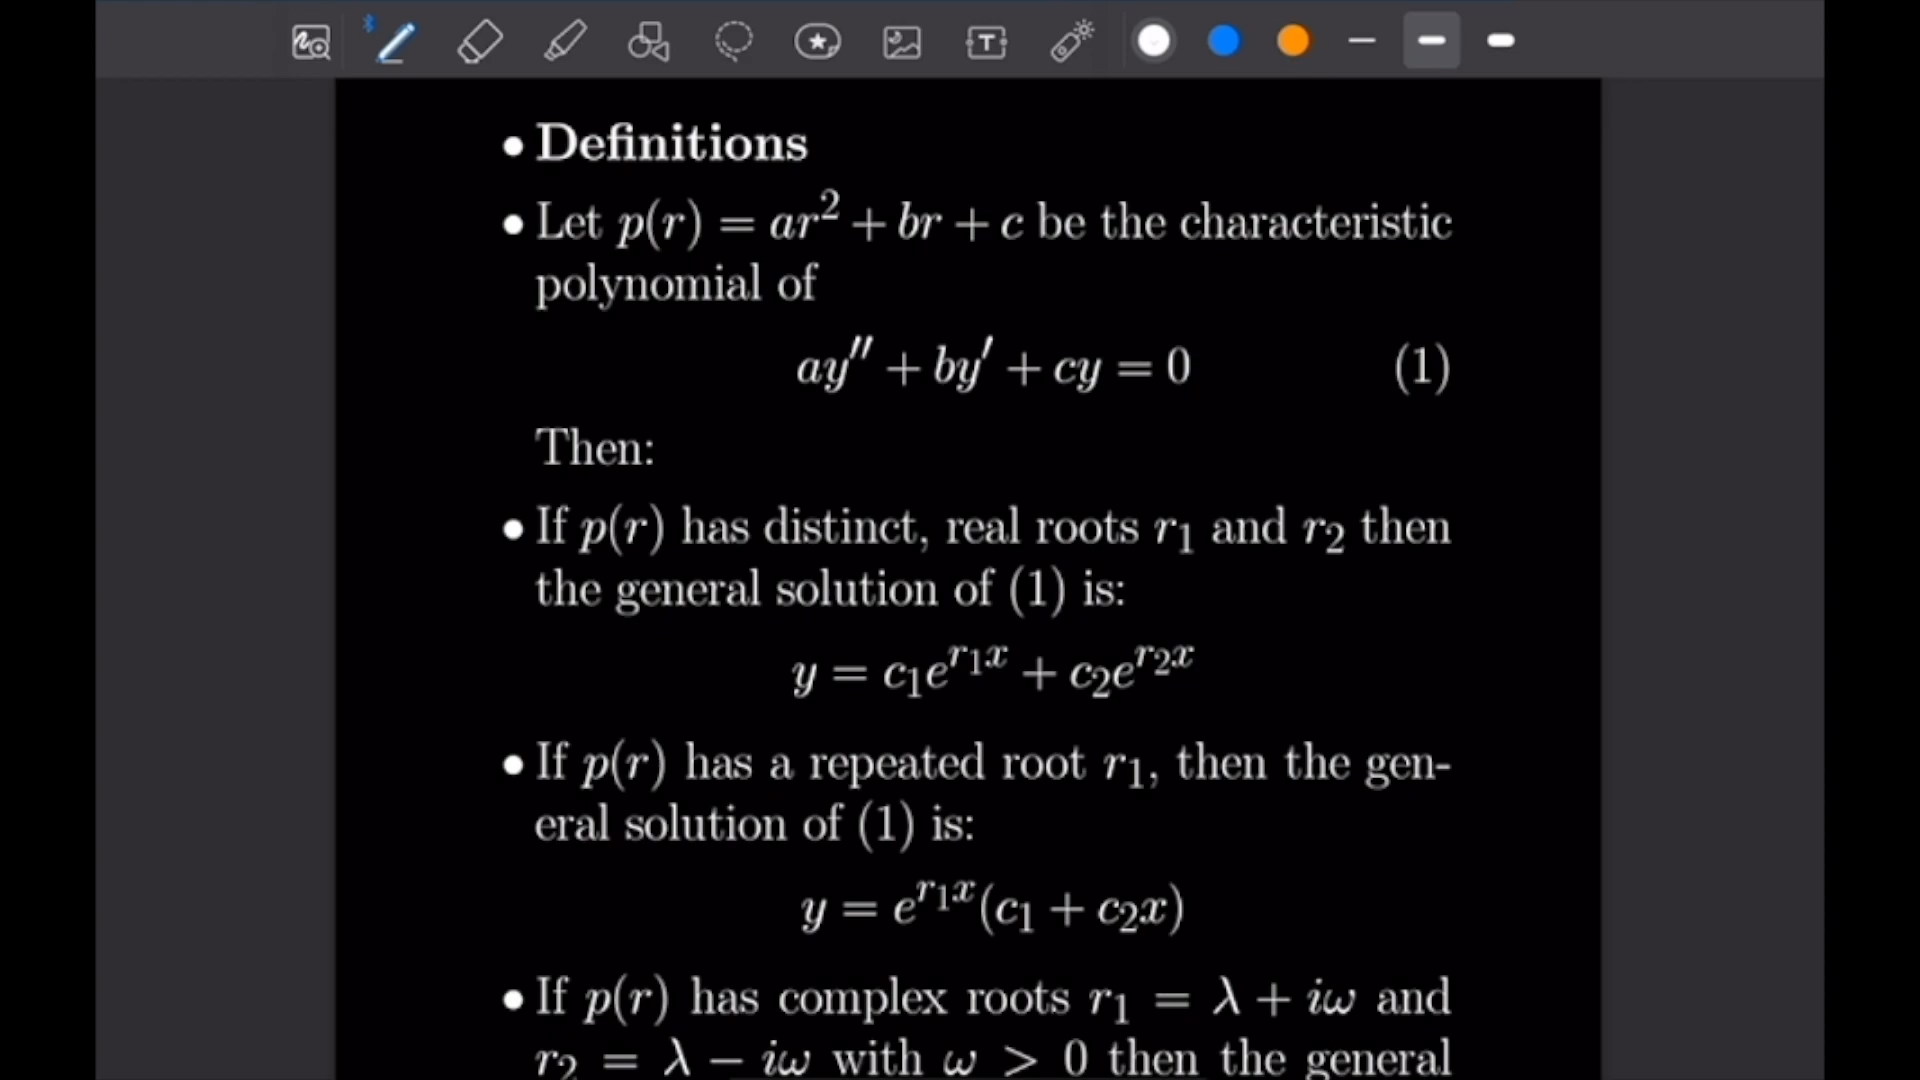 • Definitions
• Let p(r) = ar² + br + c be the characteristic
polynomial of
ay″ + by′ + cy = 0 (1)
Then:
• If p(r) has distinct, real roots r₁ and r₂ then
the general solution of (1) is:
y = c₁e^{r₁x} + c₂e^{r₂x}
• If p(r) has a repeated root r₁, then the gen-
eral solution of (1) is:
y = e^{r₁x}(c₁ + c₂x)
• If p(r) has complex roots r₁ = λ + iω and
r₂ = λ − iω with ω > 0 then the general